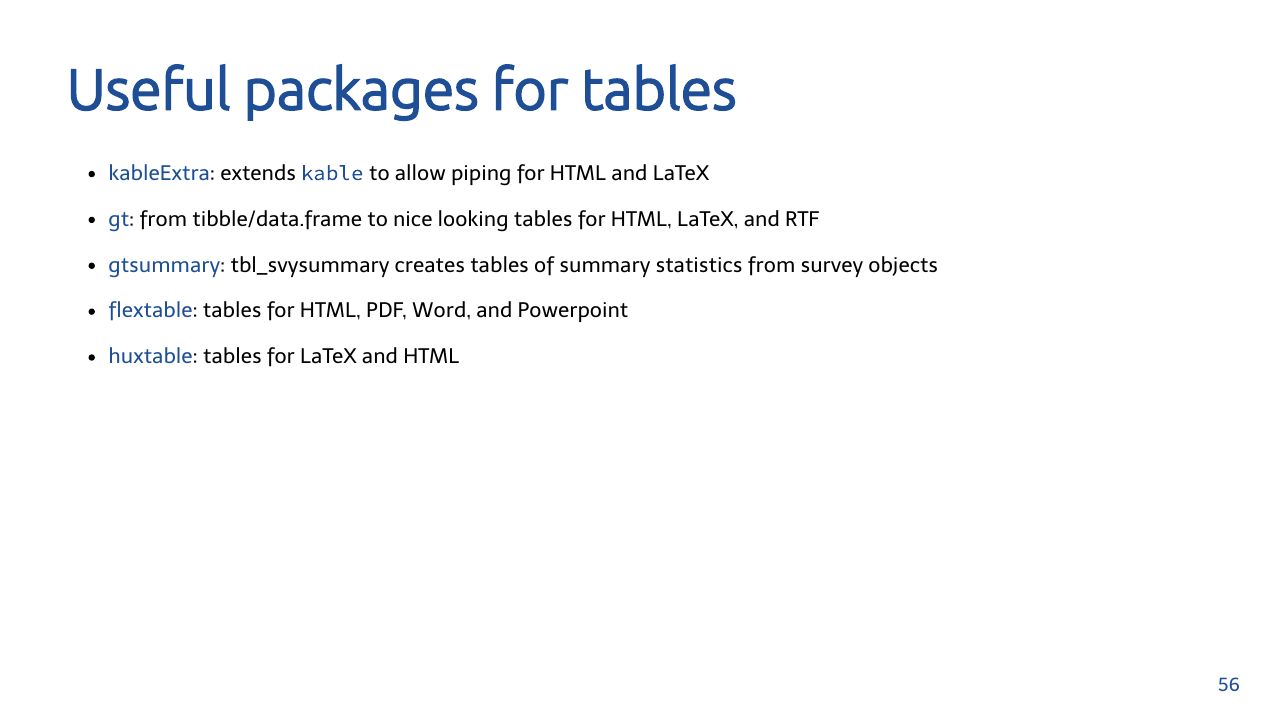 Useful packages for tables
• kableExtra: extends kable to allow piping for HTML and LaTeX
• gt: from tibble/data.frame to nice looking tables for HTML, LaTeX, and RTF
• gtsummary: tbl_svysummary creates tables of summary statistics from survey objects
• flextable: tables for HTML, PDF, Word, and Powerpoint
• huxtable: tables for LaTeX and HTML
56